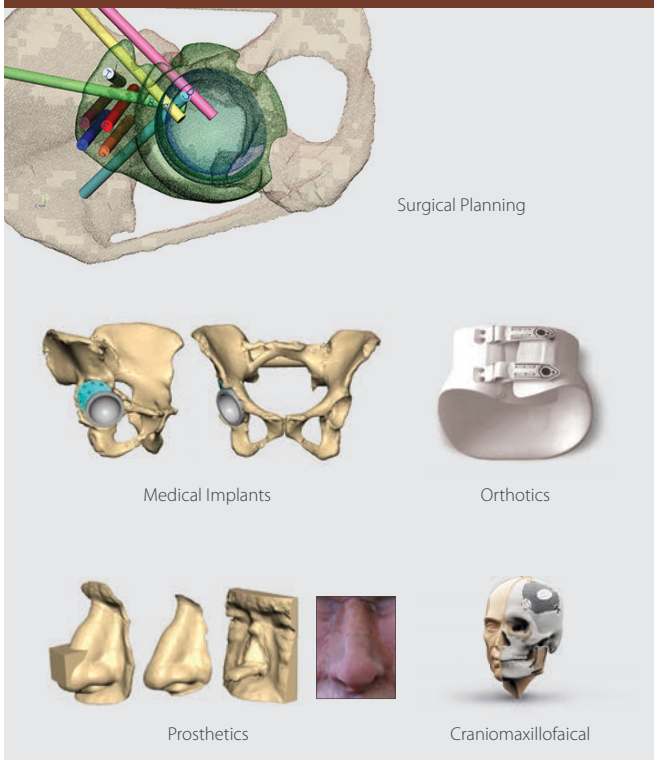 Surgical Planning
Medical Implants
Orthotics
Prosthetics
Craniomaxillofaical